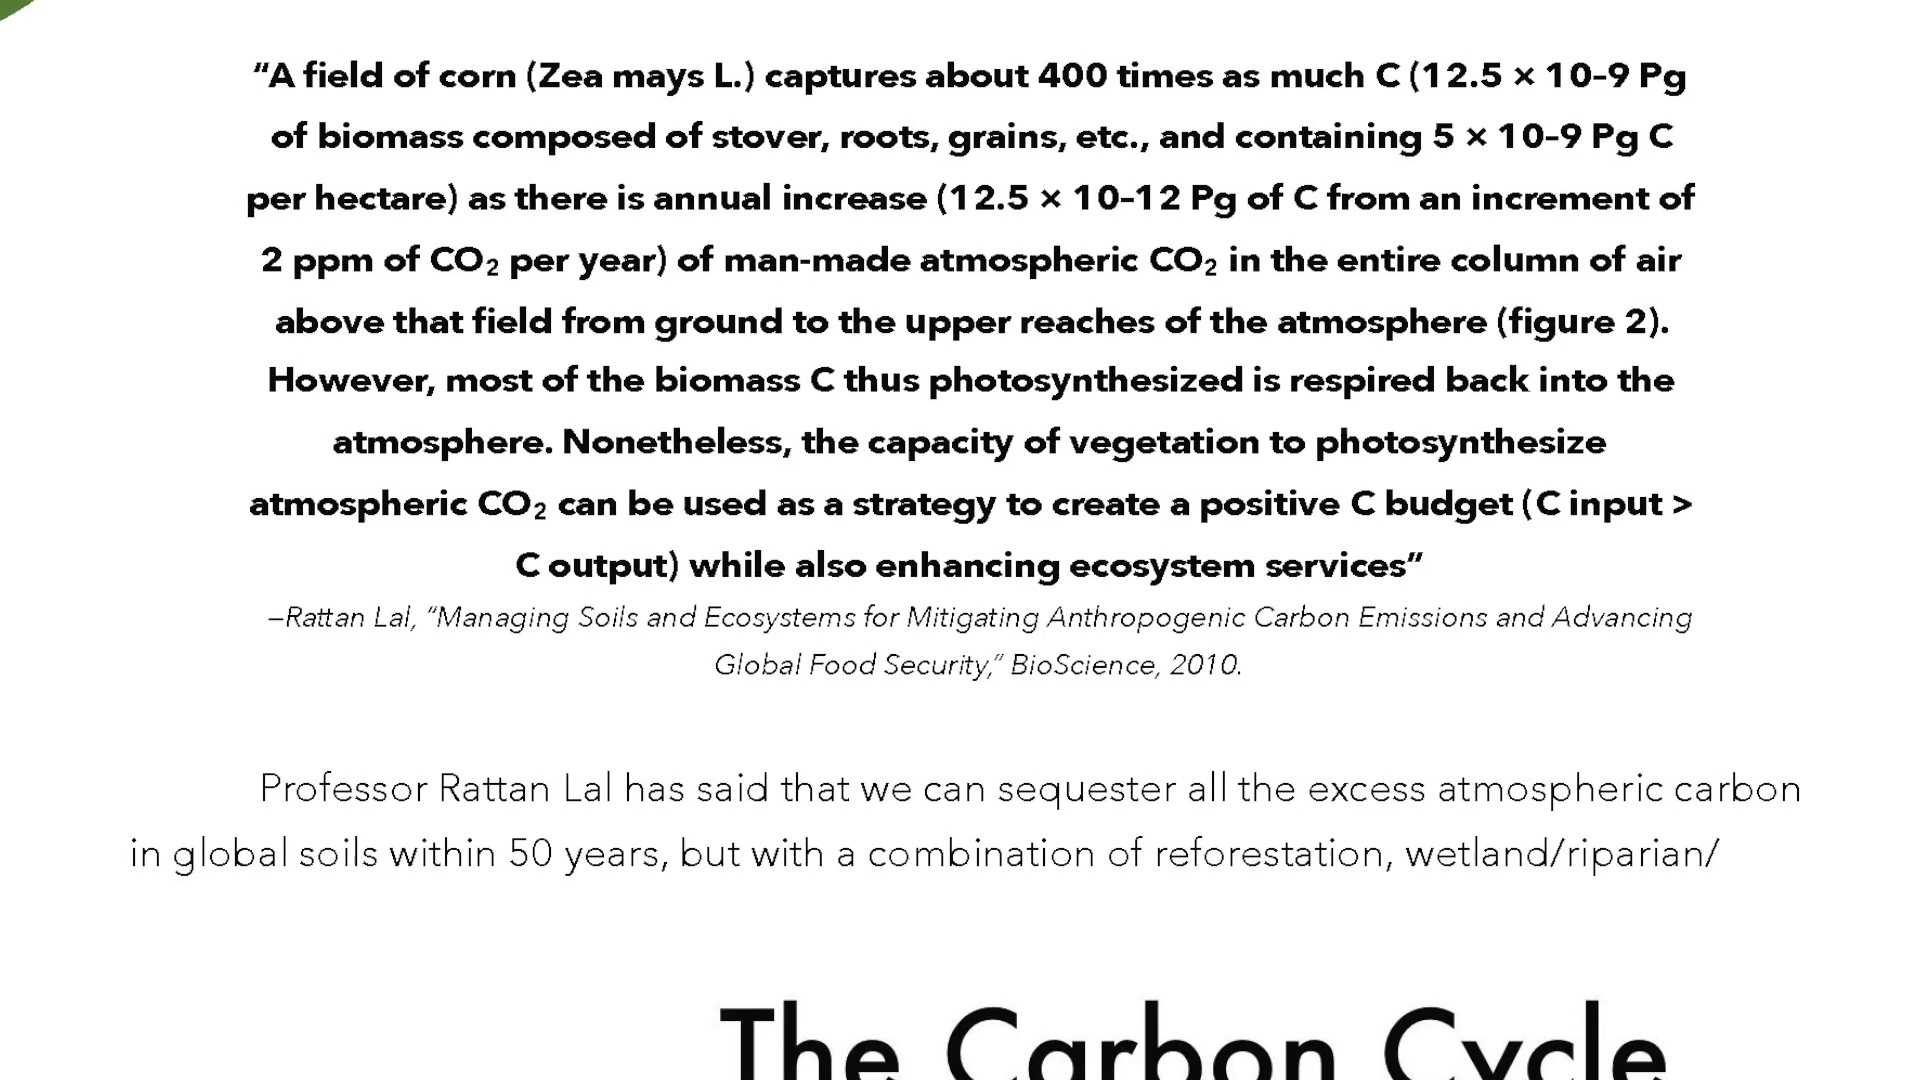 “A field of corn (Zea mays L.) captures about 400 times as much C (12.5 × 10–9 Pg
of biomass composed of stover, roots, grains, etc., and containing 5 × 10–9 Pg C
per hectare) as there is annual increase (12.5 × 10–12 Pg of C from an increment of
2 ppm of CO₂ per year) of man-made atmospheric CO₂ in the entire column of air
above that field from ground to the upper reaches of the atmosphere (figure 2).
However, most of the biomass C thus photosynthesized is respired back into the
atmosphere. Nonetheless, the capacity of vegetation to photosynthesize
atmospheric CO₂ can be used as a strategy to create a positive C budget (C input >
C output) while also enhancing ecosystem services”
–Rattan Lal, “Managing Soils and Ecosystems for Mitigating Anthropogenic Carbon Emissions and Advancing
Global Food Security,” BioScience, 2010.
Professor Rattan Lal has said that we can sequester all the excess atmospheric carbon
in global soils within 50 years, but with a combination of reforestation, wetland/riparian/
The Carbon Cycle